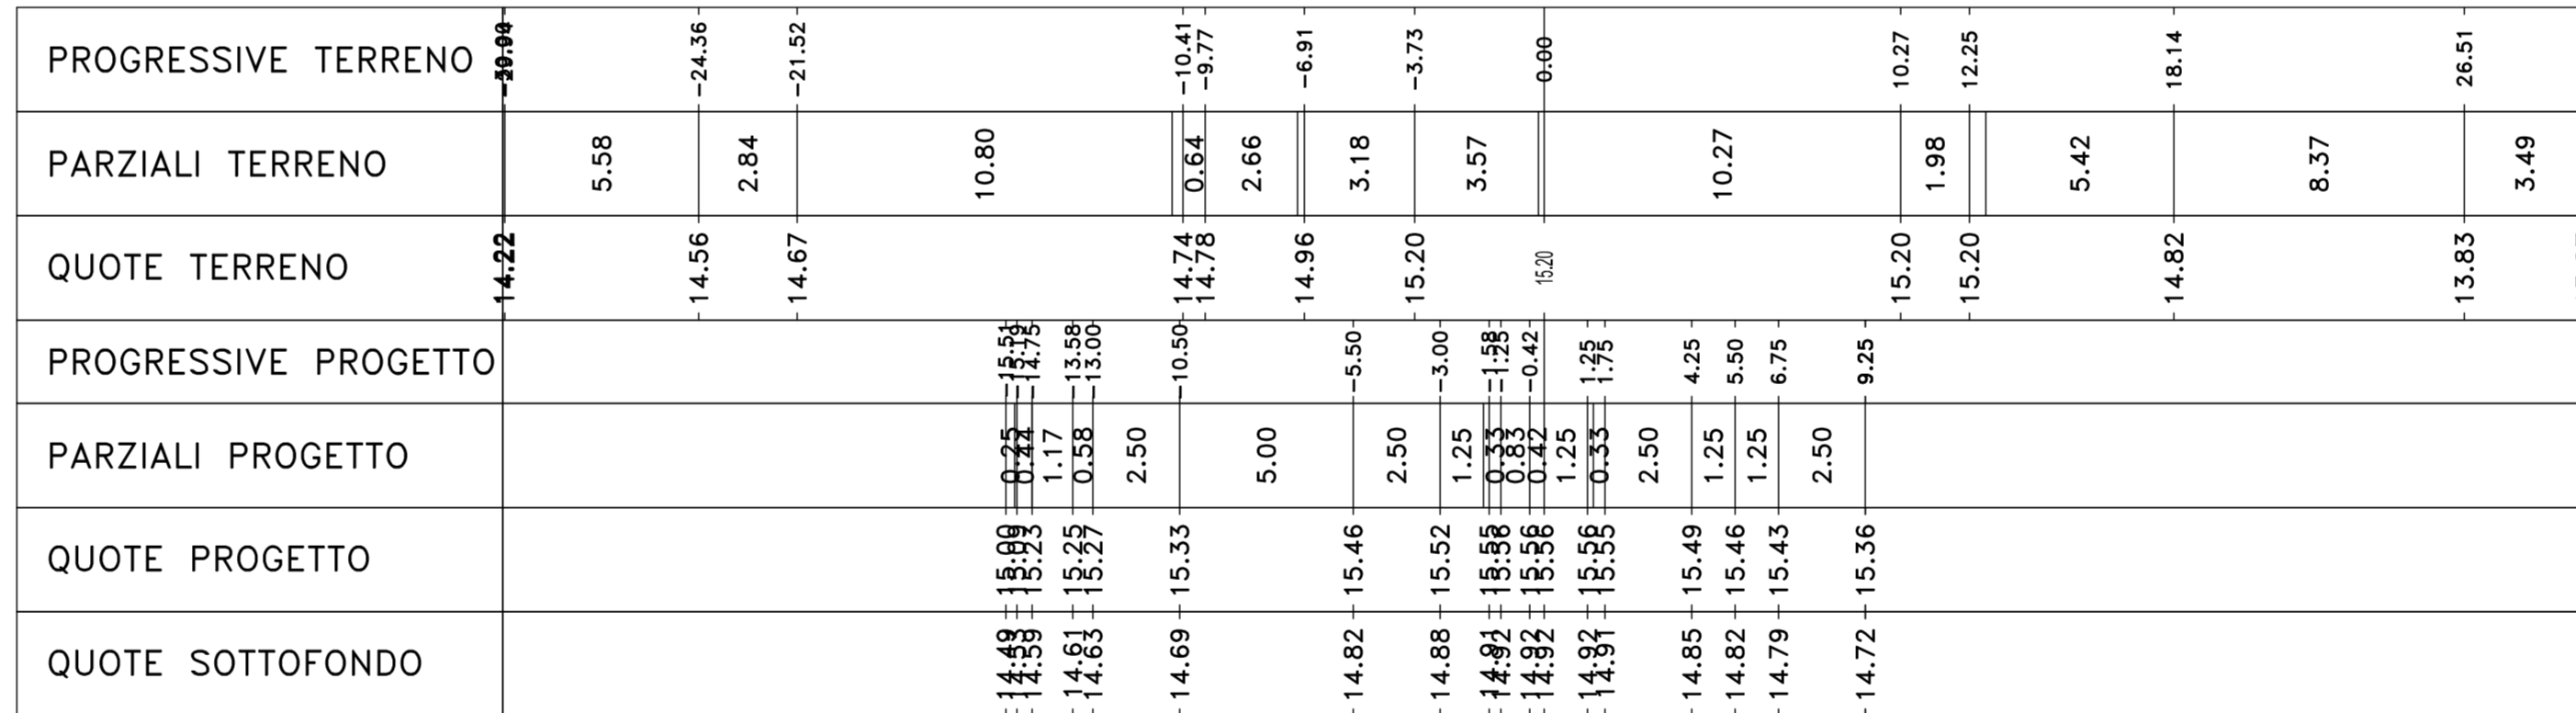 PROGRESSIVE TERRENO -24.36 -21.52 -10.41 -9.77 -6.91 -3.73 0.00 10.27 12.25 18.14 26.51
PARZIALI TERRENO 5.58 2.84 10.80 0.64 2.66 3.18 3.57 10.27 1.98 5.42 8.37 3.49
QUOTE TERRENO 14.22 14.56 14.67 14.74 14.78 14.96 15.20 15.20 15.20 15.20 14.82 13.83
PROGRESSIVE PROGETTO -15.51 -15.19 -14.75 -13.58 -13.00 -10.50 -5.50 -3.00 -1.58 -1.25 -0.42 1.25 1.75 4.25 5.50 6.75 9.25
PARZIALI PROGETTO 0.25 0.44 1.17 0.58 2.50 5.00 2.50 1.25 0.33 0.83 0.42 1.25 0.33 2.50 1.25 1.25 2.50
QUOTE PROGETTO 15.00 15.09 15.23 15.25 15.27 15.33 15.46 15.52 15.55 15.56 15.56 15.56 15.56 15.55 15.49 15.46 15.43 15.36
QUOTE SOTTOFONDO 14.49 14.53 14.59 14.61 14.63 14.69 14.82 14.88 14.91 14.92 14.92 14.92 14.92 14.91 14.85 14.82 14.79 14.72